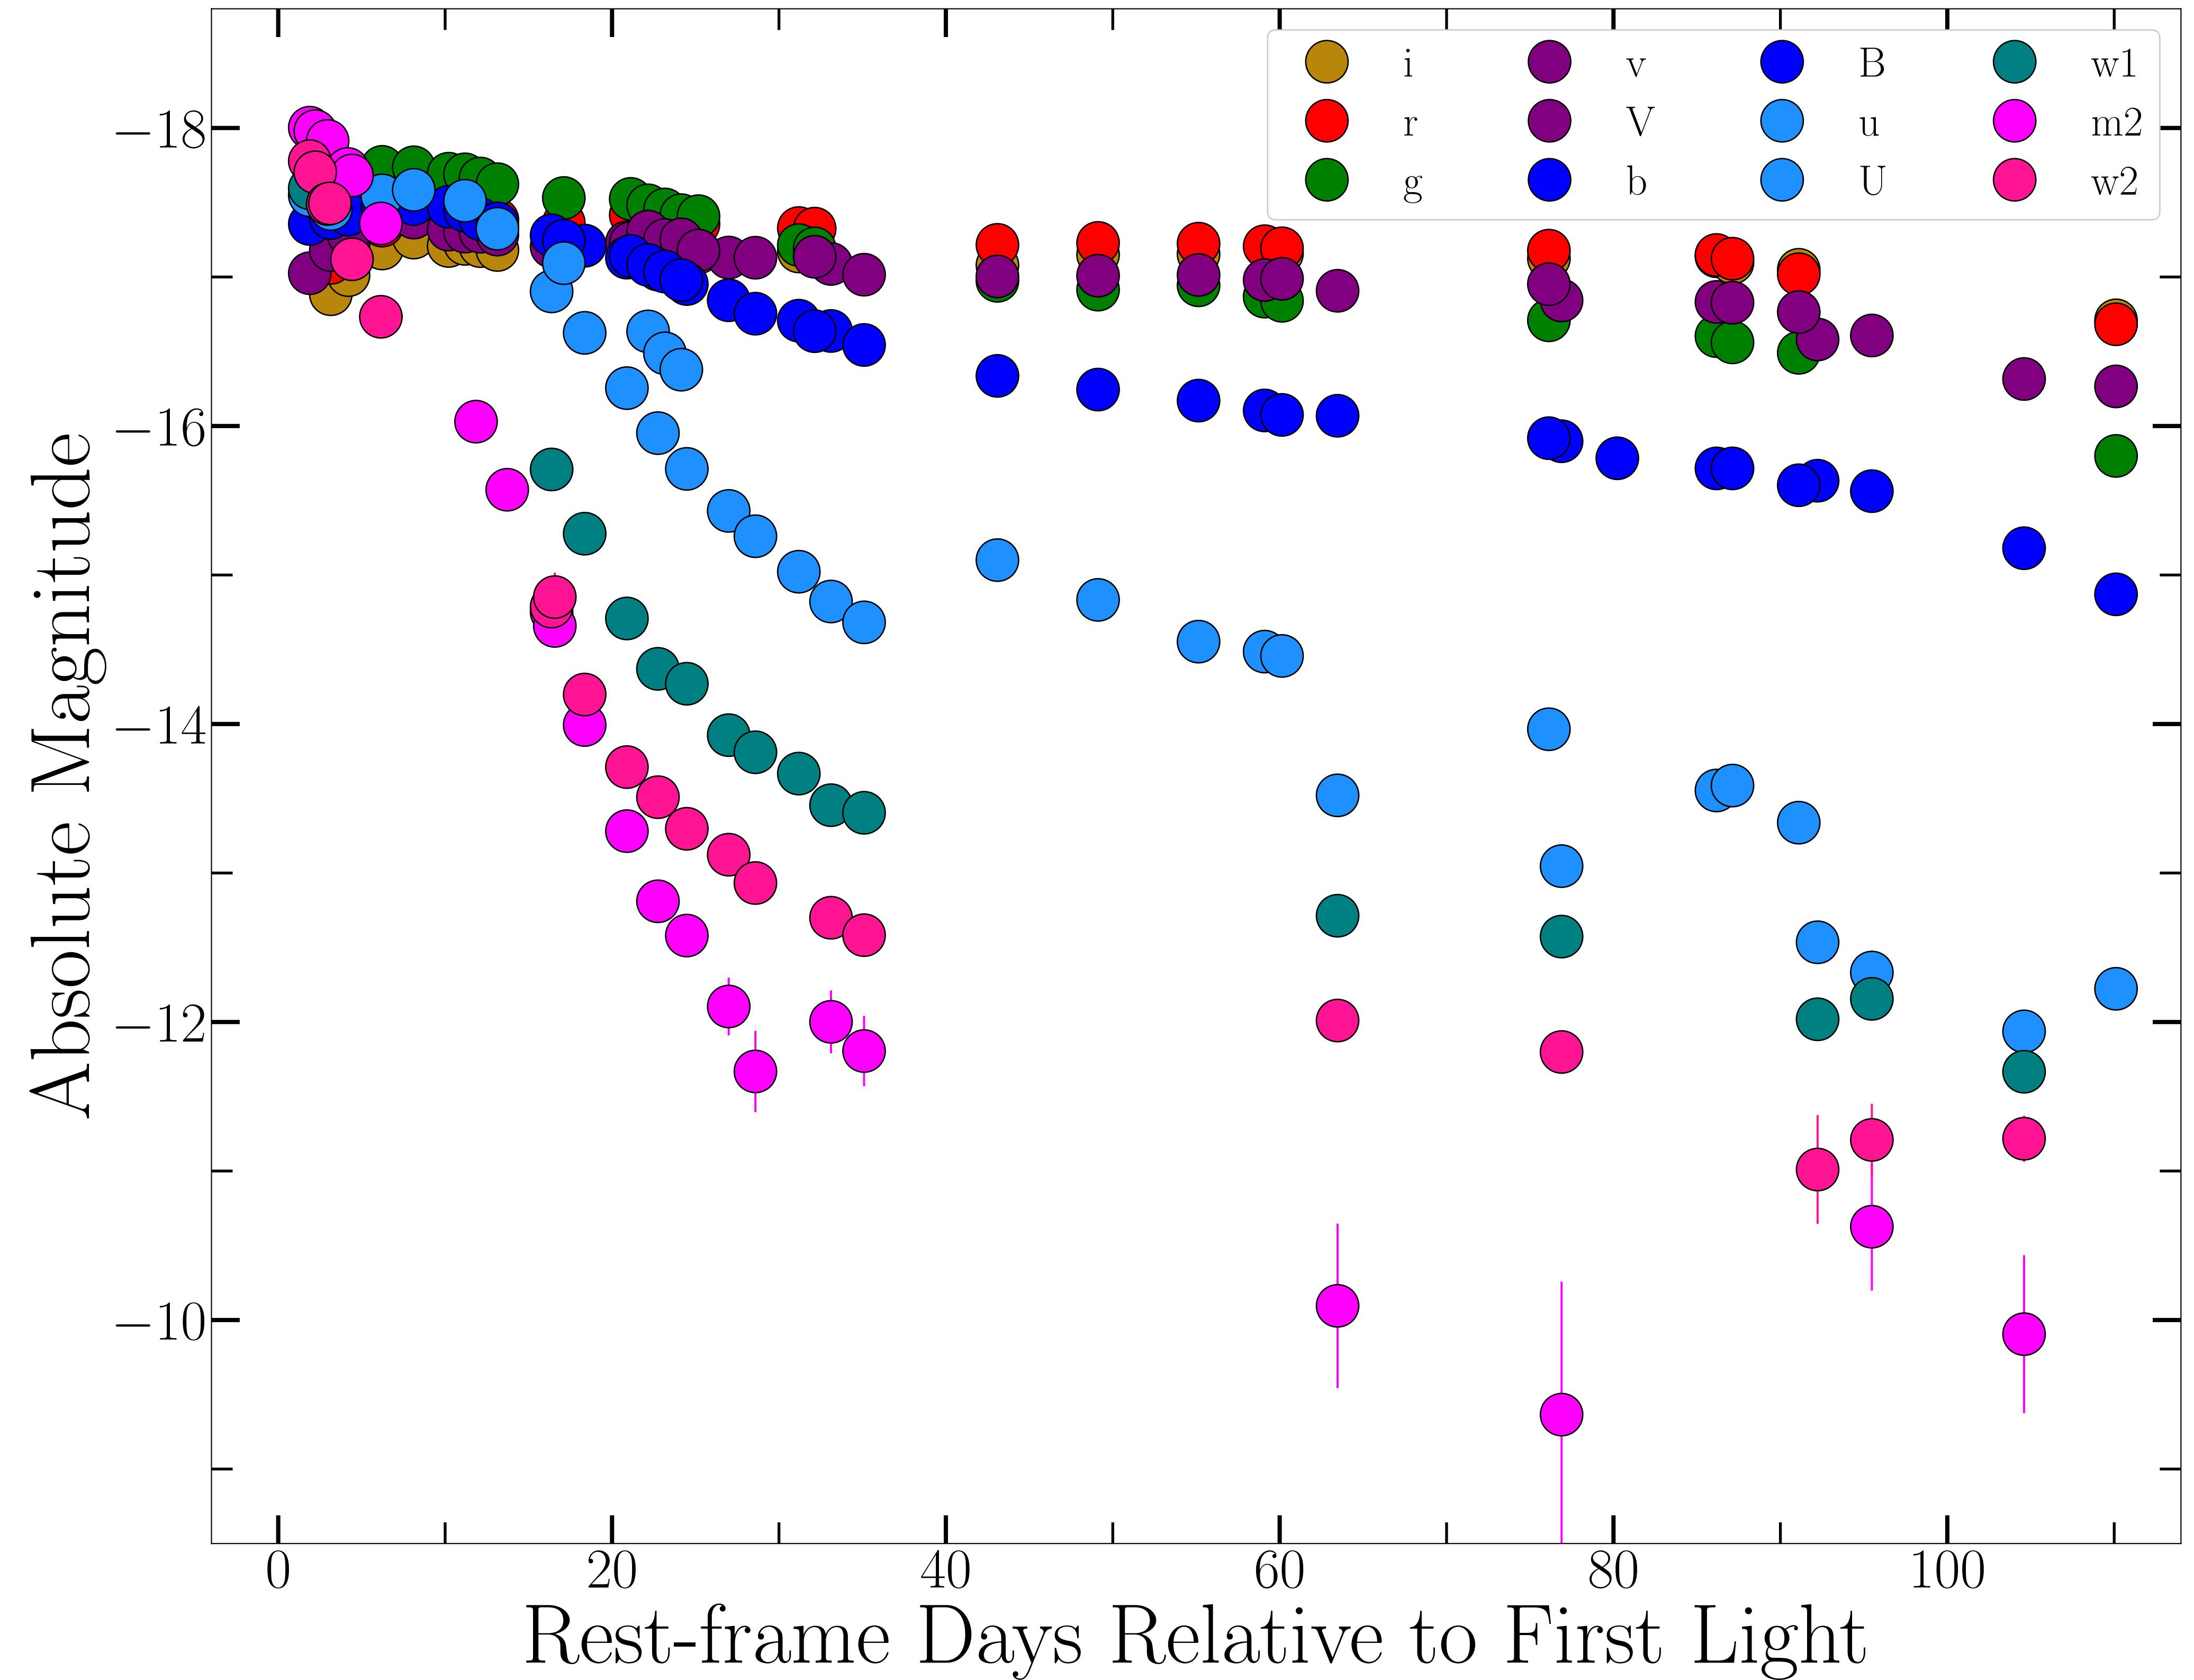 i v B w1
r V u m2
g b U w2
−18
−16
−14
−12
−10
Absolute Magnitude
0 20 40 60 80 100
Rest-frame Days Relative to First Light